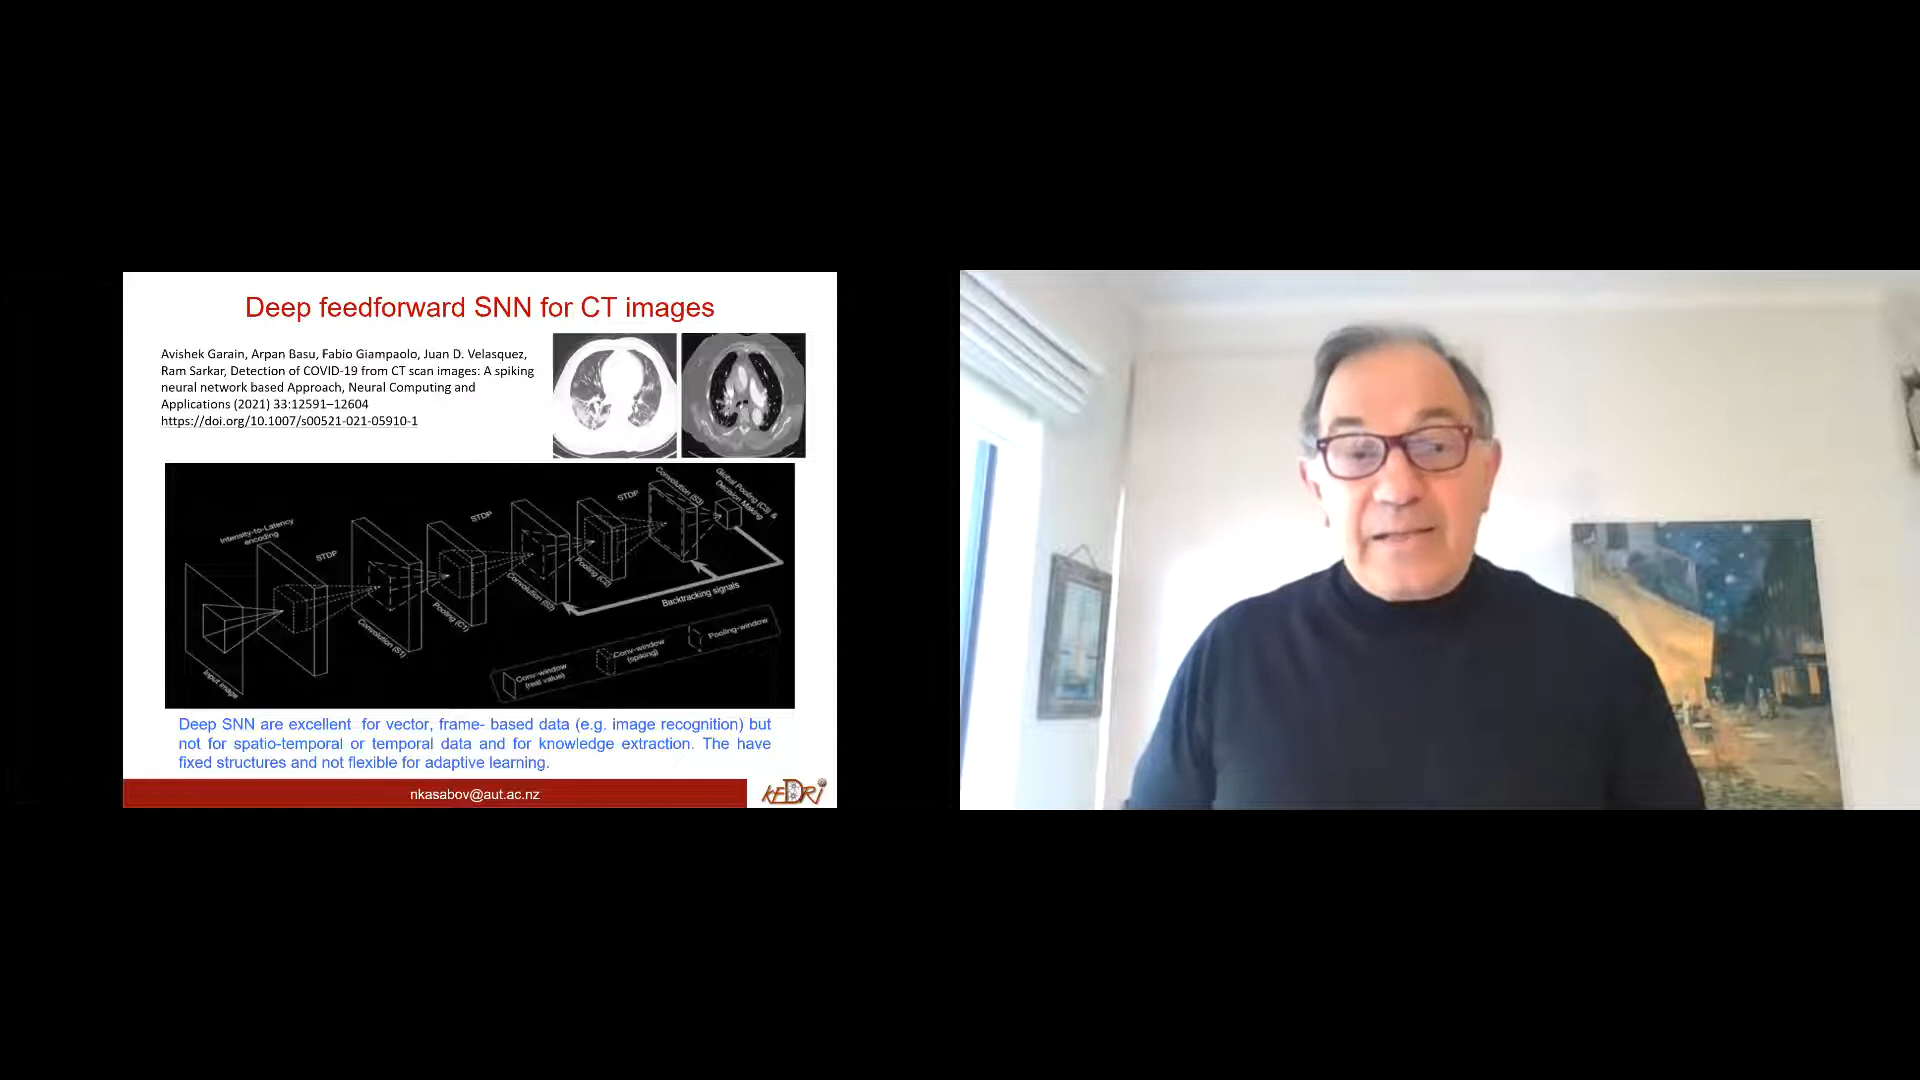 Deep feedforward SNN for CT images
Avishek Garain, Arpan Basu, Fabio Giampaolo, Juan D. Velasquez,
Ram Sarkar, Detection of COVID-19 from CT scan images: A spiking
neural network based Approach, Neural Computing and
Applications (2021) 33:12591–12604
https://doi.org/10.1007/s00521-021-05910-1
Intensity-to-Latency
encoding
STDP
STDP
STDP
Convolution (S3)
Global Pooling (C3) &
Decision Making
Input image
Convolution (S1)
Pooling (C1)
Convolution (S2)
Pooling (C2)
Backtracking signals
Conv-window
(real value)
Conv-window
(spiking)
Pooling-window
Deep SNN are excellent for vector, frame- based data (e.g. image recognition) but
not for spatio-temporal or temporal data and for knowledge extraction. The have
fixed structures and not flexible for adaptive learning.
nkasabov@aut.ac.nz
KEDRI